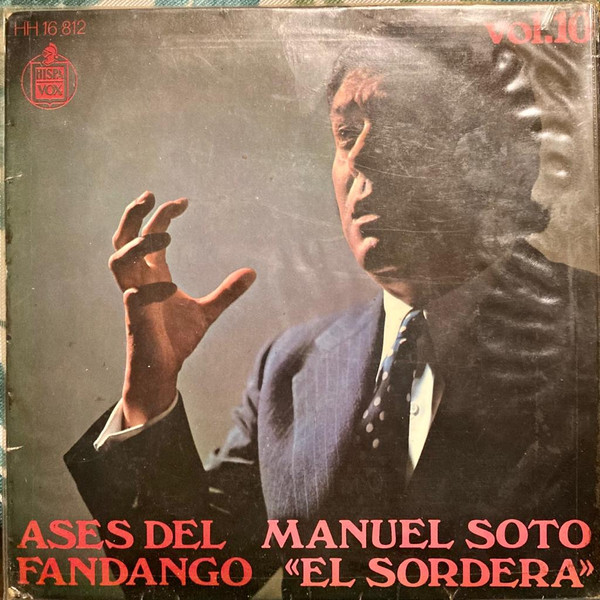 HH 16.812
vol.10
HISPA
VOX
ASES DEL
FANDANGO
MANUEL SOTO
«EL SORDERA»